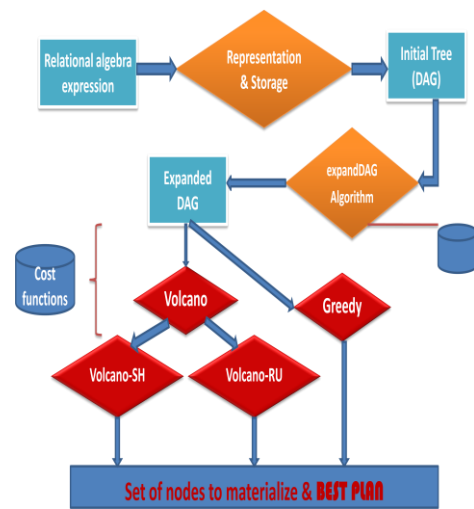 Relational algebra
expression
Representation
& Storage
Initial Tree
(DAG)
expandDAG
Algorithm
Expanded
DAG
Cost
functions
Volcano
Greedy
Volcano-SH
Volcano-RU
Set of nodes to materialize & BEST PLAN